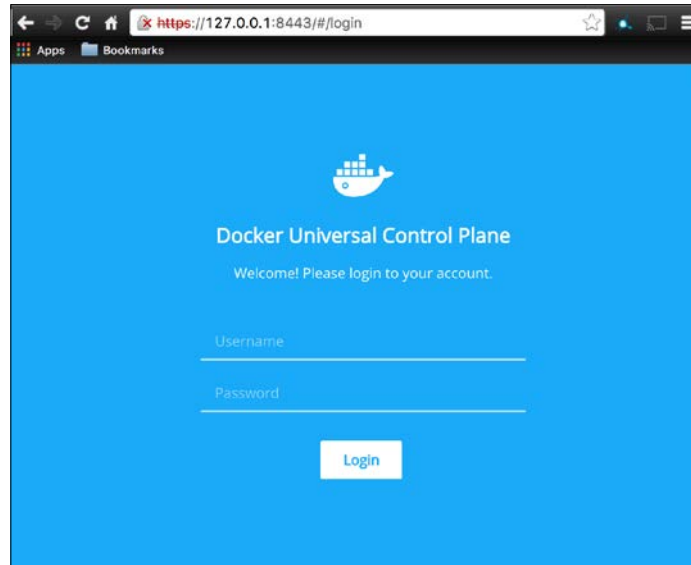 https://127.0.0.1:8443/#/login
Apps Bookmarks
Docker Universal Control Plane
Welcome! Please login to your account.
Username
Password
Login